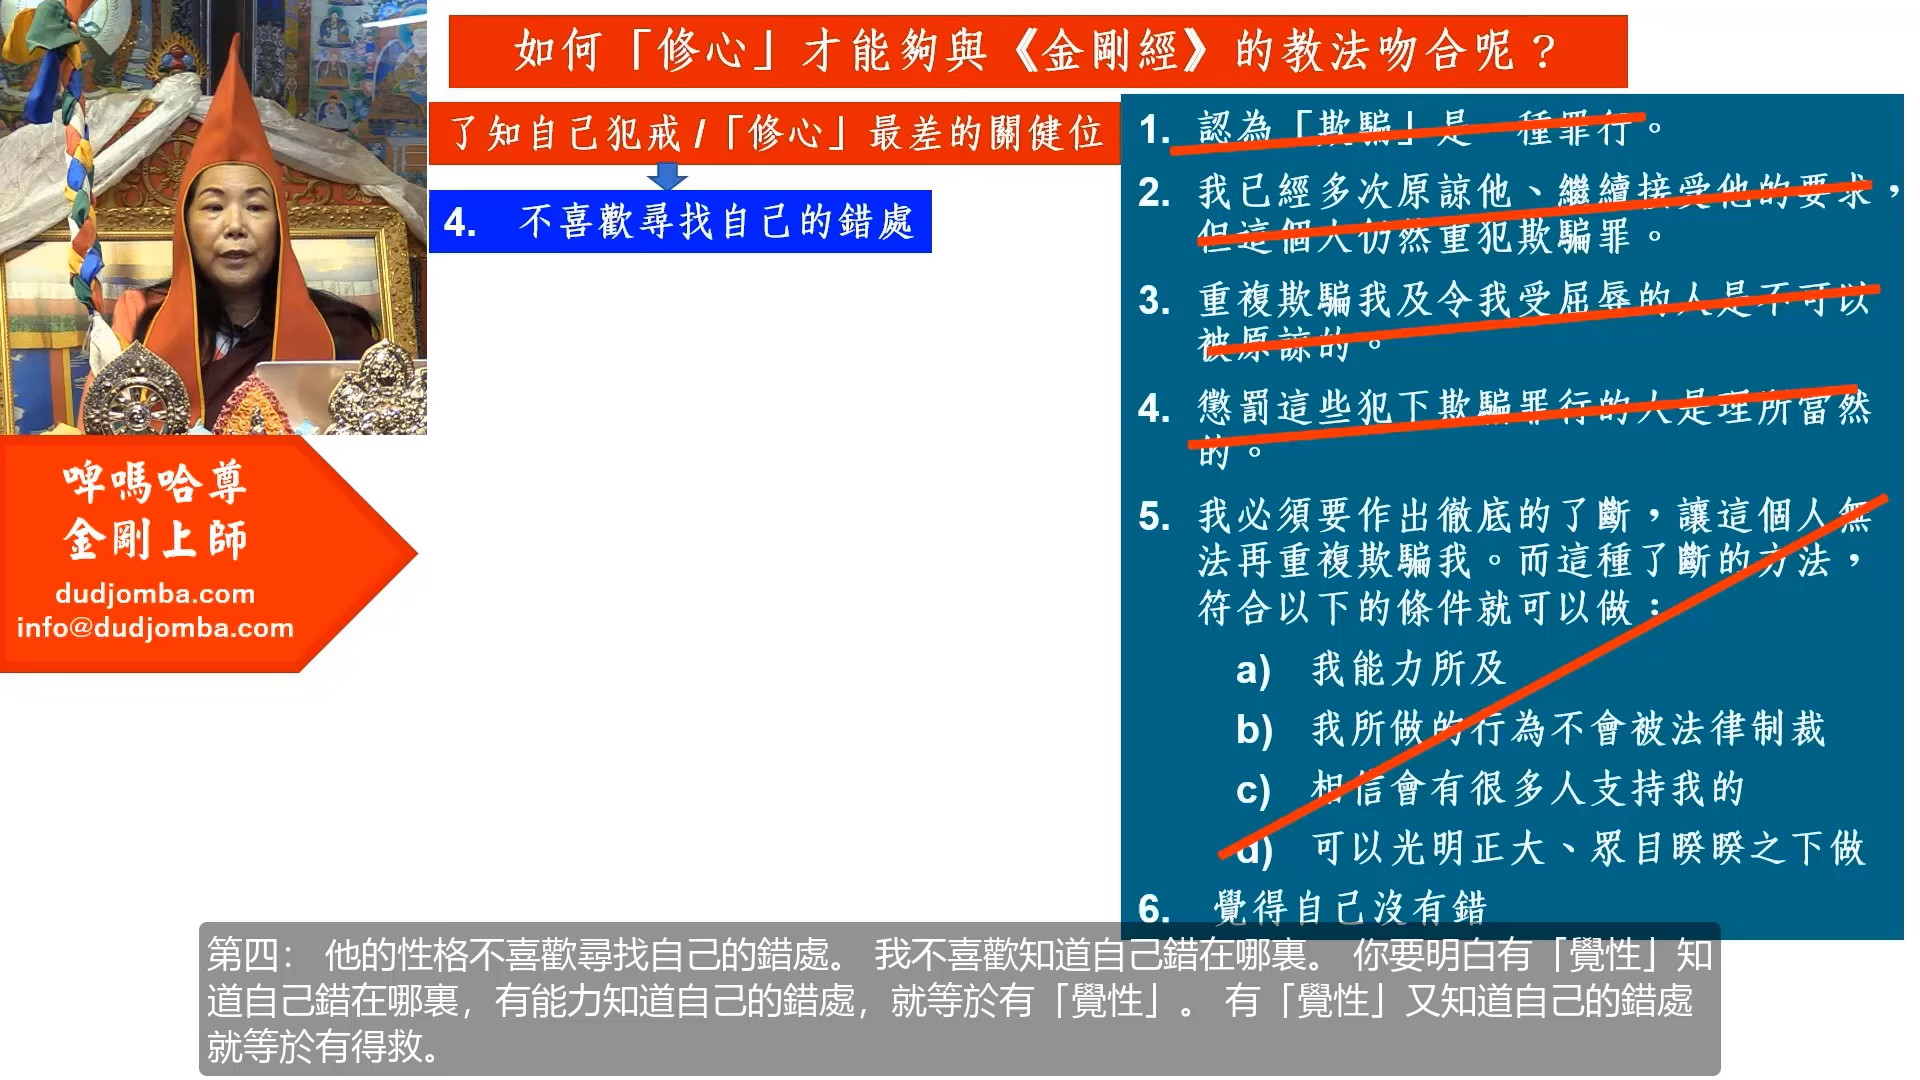 如何「修心」才能夠與《金剛經》的教法吻合呢？
了知自己犯戒/「修心」最差的關健位
4. 不喜歡尋找自己的錯處
1. 認為「欺騙」是一種罪行。
2. 我已經多次原諒他、繼續接受他的要求，
但這個人仍然重犯欺騙罪。
3. 重複欺騙我及令我受屈辱的人是不可以
被原諒的。
4. 懲罰這些犯下欺騙罪行的人是理所當然
的。
5. 我必須要作出徹底的了斷，讓這個人無
法再重複欺騙我。而這種了斷的方法，
符合以下的條件就可以做：
a) 我能力所及
b) 我所做的行為不會被法律制裁
c) 相信會有很多人支持我的
d) 可以光明正大、眾目睽睽之下做
6. 覺得自己沒有錯
啤嗎哈尊
金剛上師
dudjomba.com
info@dudjomba.com
第四： 他的性格不喜歡尋找自己的錯處。 我不喜歡知道自己錯在哪裏。 你要明白有「覺性」知
道自己錯在哪裏，有能力知道自己的錯處，就等於有「覺性」。 有「覺性」又知道自己的錯處
就等於有得救。